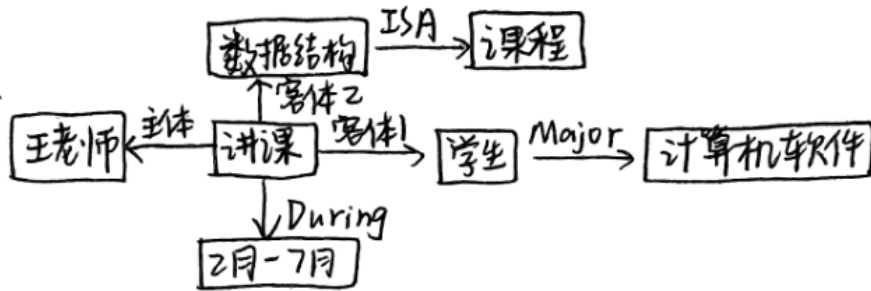 数据结构 ISA 课程
客体2
王老师 主体 讲课 客体1 学生 Major 计算机软件
During
2月-7月